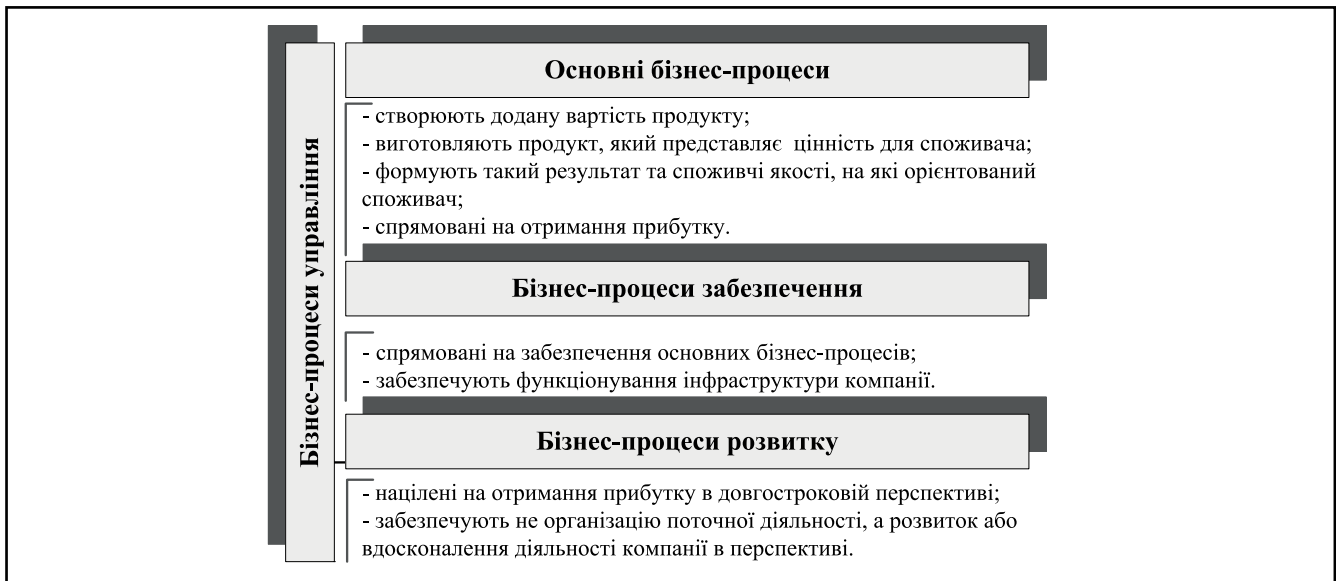 Бізнес-процеси управління
Основні бізнес-процеси
- створюють додану вартість продукту;
- виготовляють продукт, який представляє цінність для споживача;
- формують такий результат та споживчі якості, на які орієнтований
споживач;
- спрямовані на отримання прибутку.
Бізнес-процеси забезпечення
- спрямовані на забезпечення основних бізнес-процесів;
- забезпечують функціонування інфраструктури компанії.
Бізнес-процеси розвитку
- націлені на отримання прибутку в довгостроковій перспективі;
- забезпечують не організацію поточної діяльності, а розвиток або
вдосконалення діяльності компанії в перспективі.